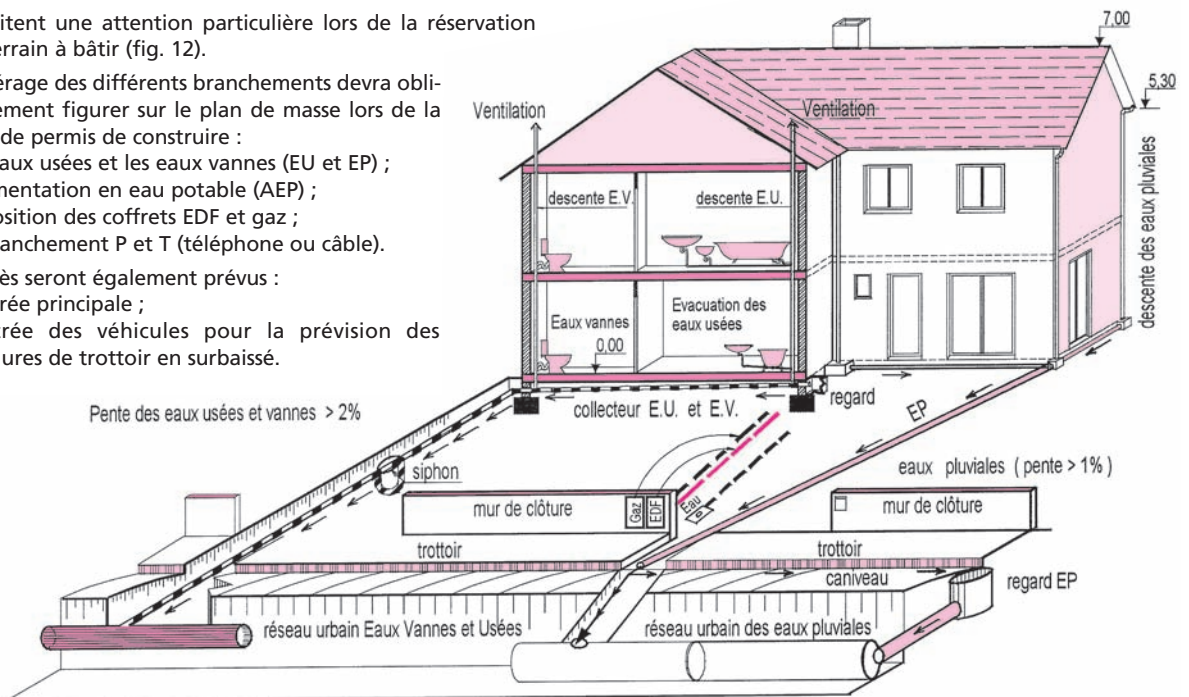 itent une attention particulière lors de la réservation
errain à bâtir (fig. 12).
érage des différents branchements devra obli-
ement figurer sur le plan de masse lors de la
de permis de construire :
aux usées et les eaux vannes (EU et EP) ;
mentation en eau potable (AEP) ;
osition des coffrets EDF et gaz ;
anchement P et T (téléphone ou câble).
ès seront également prévus :
rée principale ;
trée des véhicules pour la prévision des
ures de trottoir en surbaissé.
7,00
5,30
Ventilation
Ventilation
descente des eaux pluviales
descente E.V.
descente E.U.
Eaux vannes
Evacuation des
eaux usées
0,00
regard
collecteur E.U. et E.V.
EP
Pente des eaux usées et vannes > 2%
siphon
eaux pluviales ( pente > 1% )
mur de clôture
Gaz
EDF
Eau
mur de clôture
trottoir
trottoir
caniveau
regard EP
réseau urbain Eaux Vannes et Usées
réseau urbain des eaux pluviales